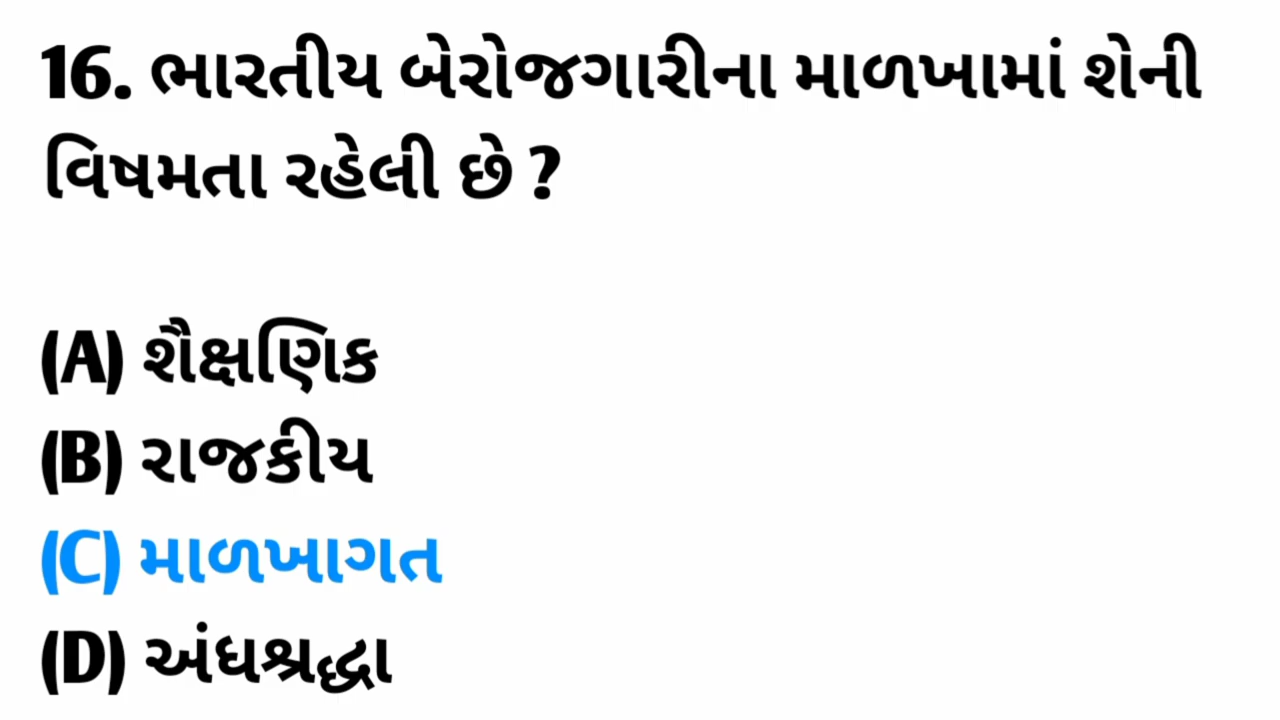 16. ભારતીય બેરોજગારીના માળખામાં શેની
વિષમતા રહેલી છે ?
(A) શૈક્ષણિક
(B) રાજકીય
(C) માળખાગત
(D) અંધશ્રદ્ધા